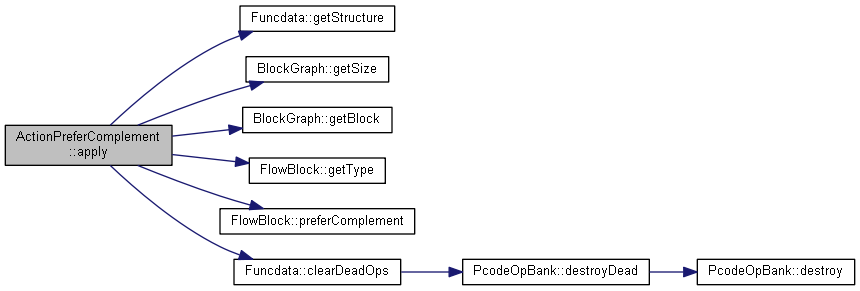 Funcdata::getStructure
BlockGraph::getSize
ActionPreferComplement
::apply
BlockGraph::getBlock
FlowBlock::getType
FlowBlock::preferComplement
Funcdata::clearDeadOps
PcodeOpBank::destroyDead
PcodeOpBank::destroy